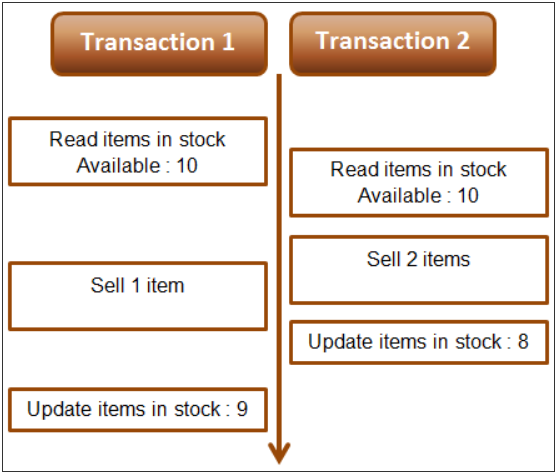 Transaction 1
Transaction 2
Read items in stock
Available : 10
Read items in stock
Available : 10
Sell 2 items
Sell 1 item
Update items in stock : 8
Update items in stock : 9